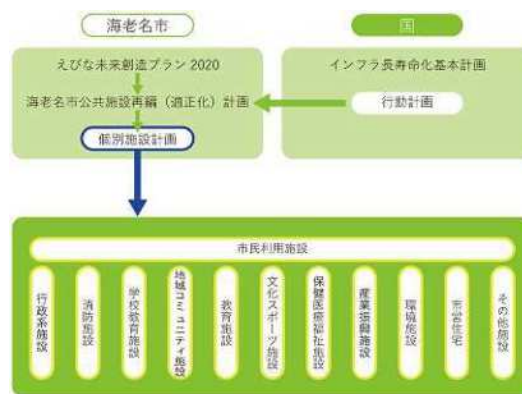 海老名市
国
えびな未来創造プラン2020
インフラ長寿命化基本計画
海老名市公共施設再編（適正化）計画
行動計画
個別施設計画
市民利用施設
行政系施設
消防施設
学校教育施設
地域コミュニティ施設
教育施設
文化スポーツ施設
保健医療福祉施設
産業振興施設
環境施設
市営住宅
その他施設